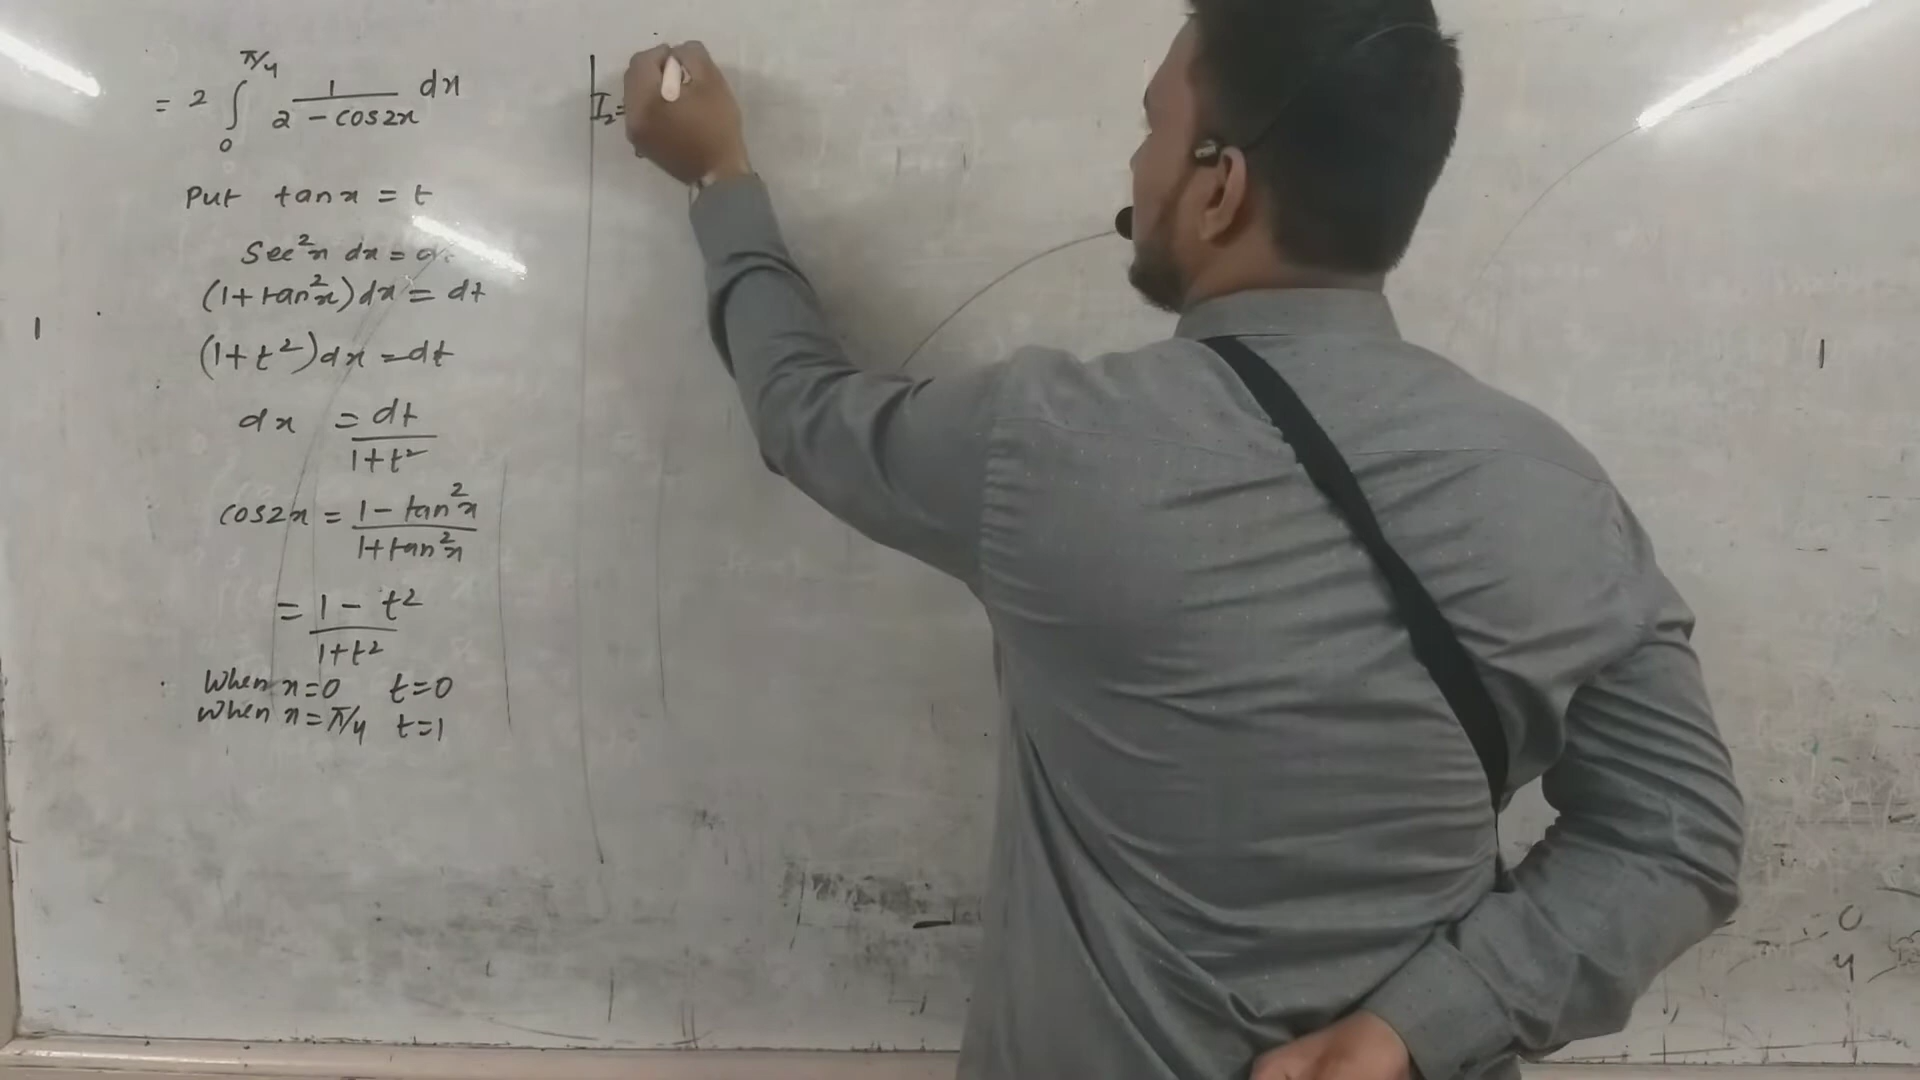 = 2 ∫₀^π/4 1/(2 - cos2x) dx
Put tanx = t
Sec²x dx =
(1+tan²x)dx = dt
(1+t²)dx = dt
dx = dt/(1+t²)
cos2x = (1 - tan²x)/(1+tan²x)
= (1 - t²)/(1+t²)
When x=0 t=0
When x=π/4 t=1
I₂=